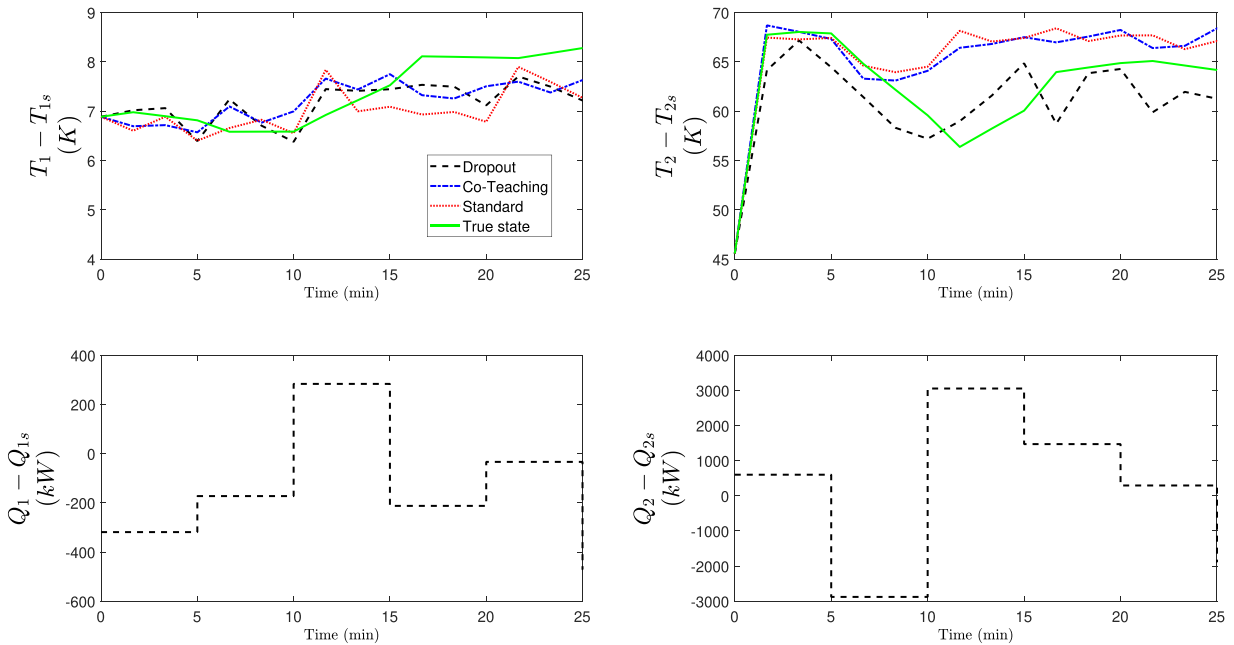 9
8
7
6
5
4
0 5 10 15 20 25
Time (min)
T₁ − T₁ₛ
(K)
Dropout
Co-Teaching
Standard
True state
70
65
60
55
50
45
0 5 10 15 20 25
Time (min)
T₂ − T₂ₛ
(K)
400
200
0
-200
-400
-600
0 5 10 15 20 25
Time (min)
Q₁ − Q₁ₛ
(kW)
4000
3000
2000
1000
0
-1000
-2000
-3000
0 5 10 15 20 25
Time (min)
Q₂ − Q₂ₛ
(kW)